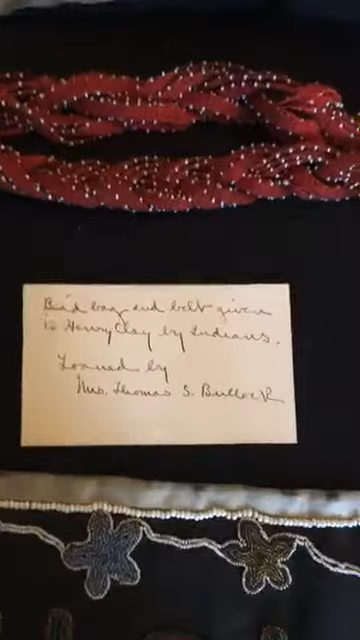 Bead bag and belt given
to Henry Clay by Indians.
Loaned by
Mrs. Thomas S. Bullock